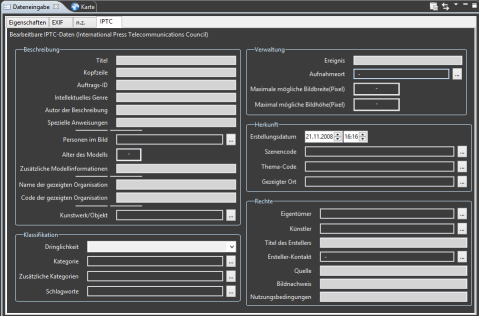 Dateneingabe Karte
Eigenschaften EXIF n.z. IPTC
Bearbeitbare IPTC-Daten (International Press Telecommunications Council)
Beschreibung
Titel
Kopfzeile
Auftrags-ID
Intellektuelles Genre
Autor der Beschreibung
Spezielle Anweisungen
Personen im Bild ...
Alter des Modells -
Zusätzliche Modellinformationen
Name der gezeigten Organisation
Code der gezeigten Organisation
Kunstwerk/Objekt ...
Klassifikation
Dringlichkeit
Kategorie ...
Zusätzliche Kategorien ...
Schlagworte ...
Verwaltung
Ereignis
Aufnahmeort - ...
Maximale mögliche Bildbreite(Pixel) -
Maximal mögliche Bildhöhe(Pixel) -
Herkunft
Erstellungsdatum 21.11.2008 16:16
Szenencode ...
Thema-Code ...
Gezeigter Ort ...
Rechte
Eigentümer ...
Künstler ...
Titel des Erstellers
Ersteller-Kontakt - ...
Quelle
Bildnachweis
Nutzungsbedingungen